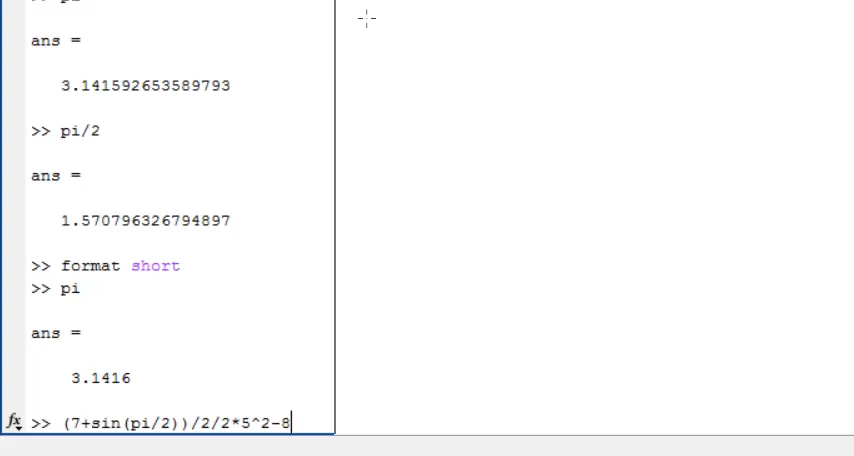 ans =
3.141592653589793
>> pi/2
ans =
1.570796326794897
>> format short
>> pi
ans =
3.1416
fx >> (7+sin(pi/2))/2/2*5^2-8